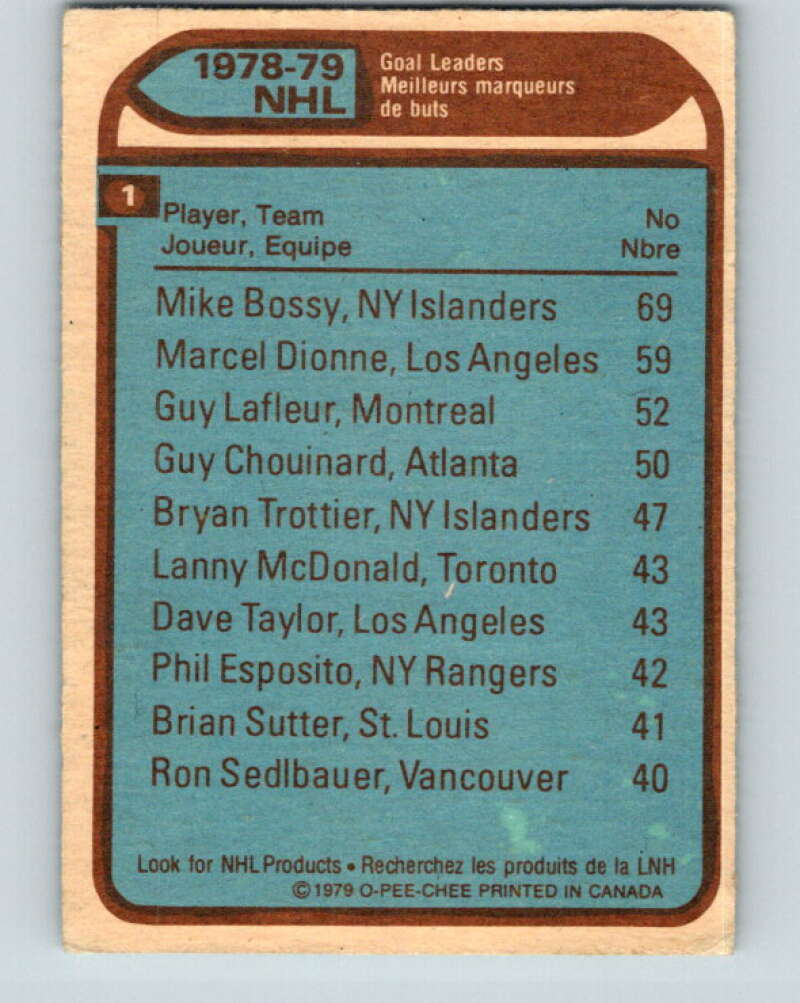 1978-79
NHL
Goal Leaders
Meilleurs marqueurs
de buts
1
Player, Team No
Joueur, Equipe Nbre
Mike Bossy, NY Islanders 69
Marcel Dionne, Los Angeles 59
Guy Lafleur, Montreal 52
Guy Chouinard, Atlanta 50
Bryan Trottier, NY Islanders 47
Lanny McDonald, Toronto 43
Dave Taylor, Los Angeles 43
Phil Esposito, NY Rangers 42
Brian Sutter, St. Louis 41
Ron Sedlbauer, Vancouver 40
Look for NHL Products • Recherchez les produits de la LNH
©1979 O-PEE-CHEE PRINTED IN CANADA